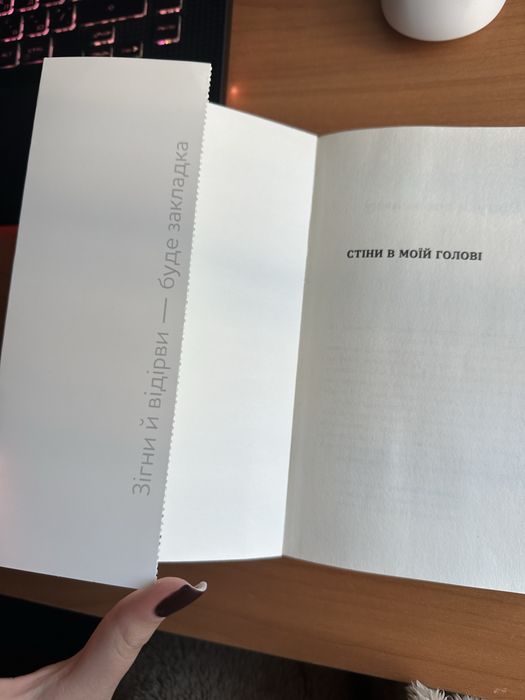 Зігни й відірви — буде закладка
СТІНИ В МОЇЙ ГОЛОВІ